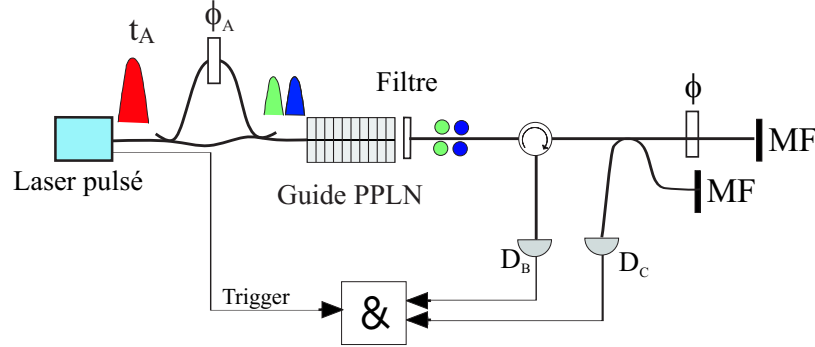 t_A
ϕ_A
Filtre
ϕ
MF
Laser pulsé
Guide PPLN
MF
D_B
D_C
Trigger
&